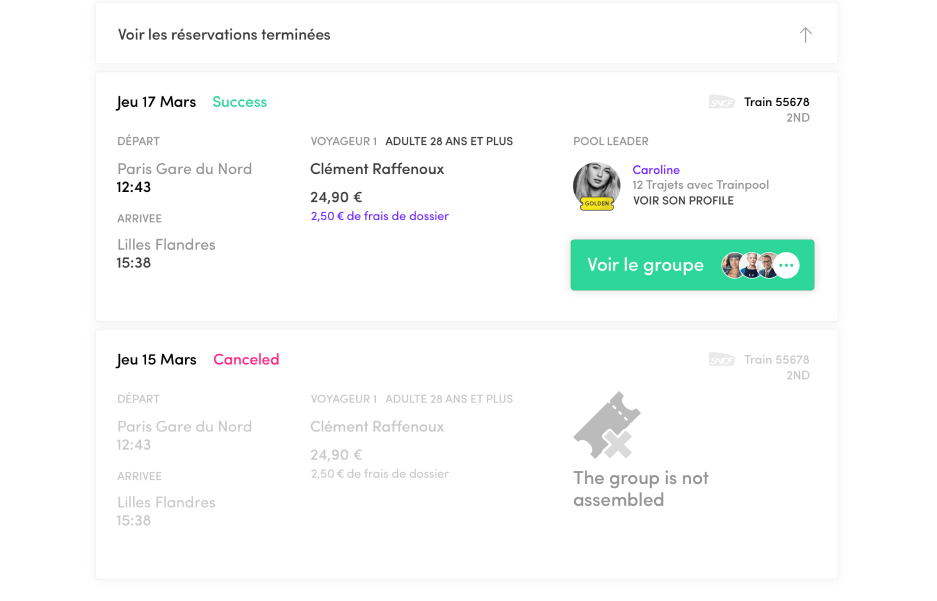 Voir les réservations terminées
Jeu 17 Mars Success
SNCF Train 55678
2ND
DÉPART
Paris Gare du Nord
12:43
ARRIVEE
Lilles Flandres
15:38
VOYAGEUR 1 ADULTE 28 ANS ET PLUS
Clément Raffenoux
24,90 €
2,50 € de frais de dossier
POOL LEADER
Caroline
12 Trajets avec Trainpool
VOIR SON PROFILE
GOLDEN
Voir le groupe
Jeu 15 Mars Canceled
SNCF Train 55678
2ND
DÉPART
Paris Gare du Nord
12:43
ARRIVEE
Lilles Flandres
15:38
VOYAGEUR 1 ADULTE 28 ANS ET PLUS
Clément Raffenoux
24,90 €
2,50 € de frais de dossier
The group is not
assembled